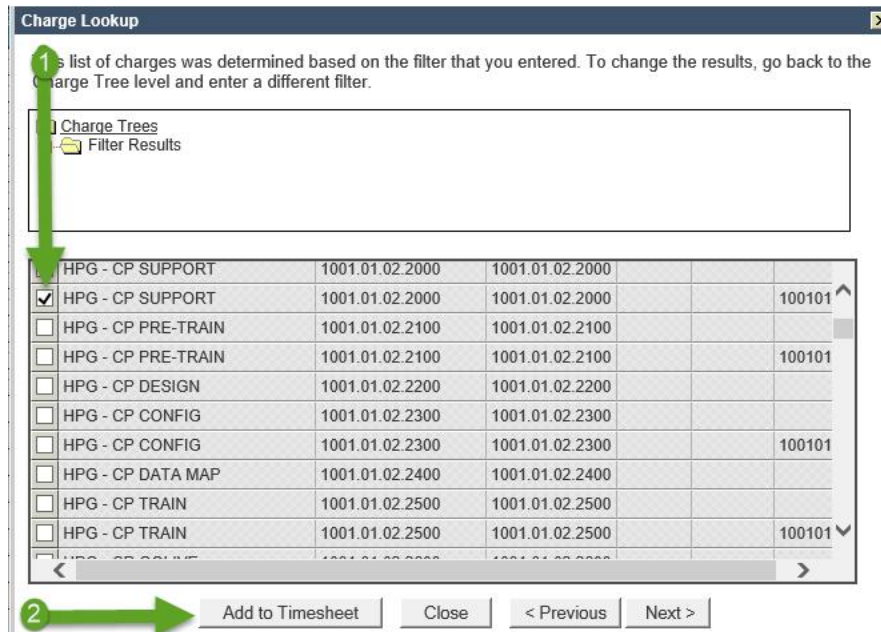 Charge Lookup
1
list of charges was determined based on the filter that you entered. To change the results, go back to the
Charge Tree level and enter a different filter.
Charge Trees
Filter Results
HPG - CP SUPPORT 1001.01.02.2000 1001.01.02.2000
HPG - CP SUPPORT 1001.01.02.2000 1001.01.02.2000 100101
HPG - CP PRE-TRAIN 1001.01.02.2100 1001.01.02.2100
HPG - CP PRE-TRAIN 1001.01.02.2100 1001.01.02.2100 100101
HPG - CP DESIGN 1001.01.02.2200 1001.01.02.2200
HPG - CP CONFIG 1001.01.02.2300 1001.01.02.2300
HPG - CP CONFIG 1001.01.02.2300 1001.01.02.2300 100101
HPG - CP DATA MAP 1001.01.02.2400 1001.01.02.2400
HPG - CP TRAIN 1001.01.02.2500 1001.01.02.2500
HPG - CP TRAIN 1001.01.02.2500 1001.01.02.2500 100101
2
Add to Timesheet Close < Previous Next >